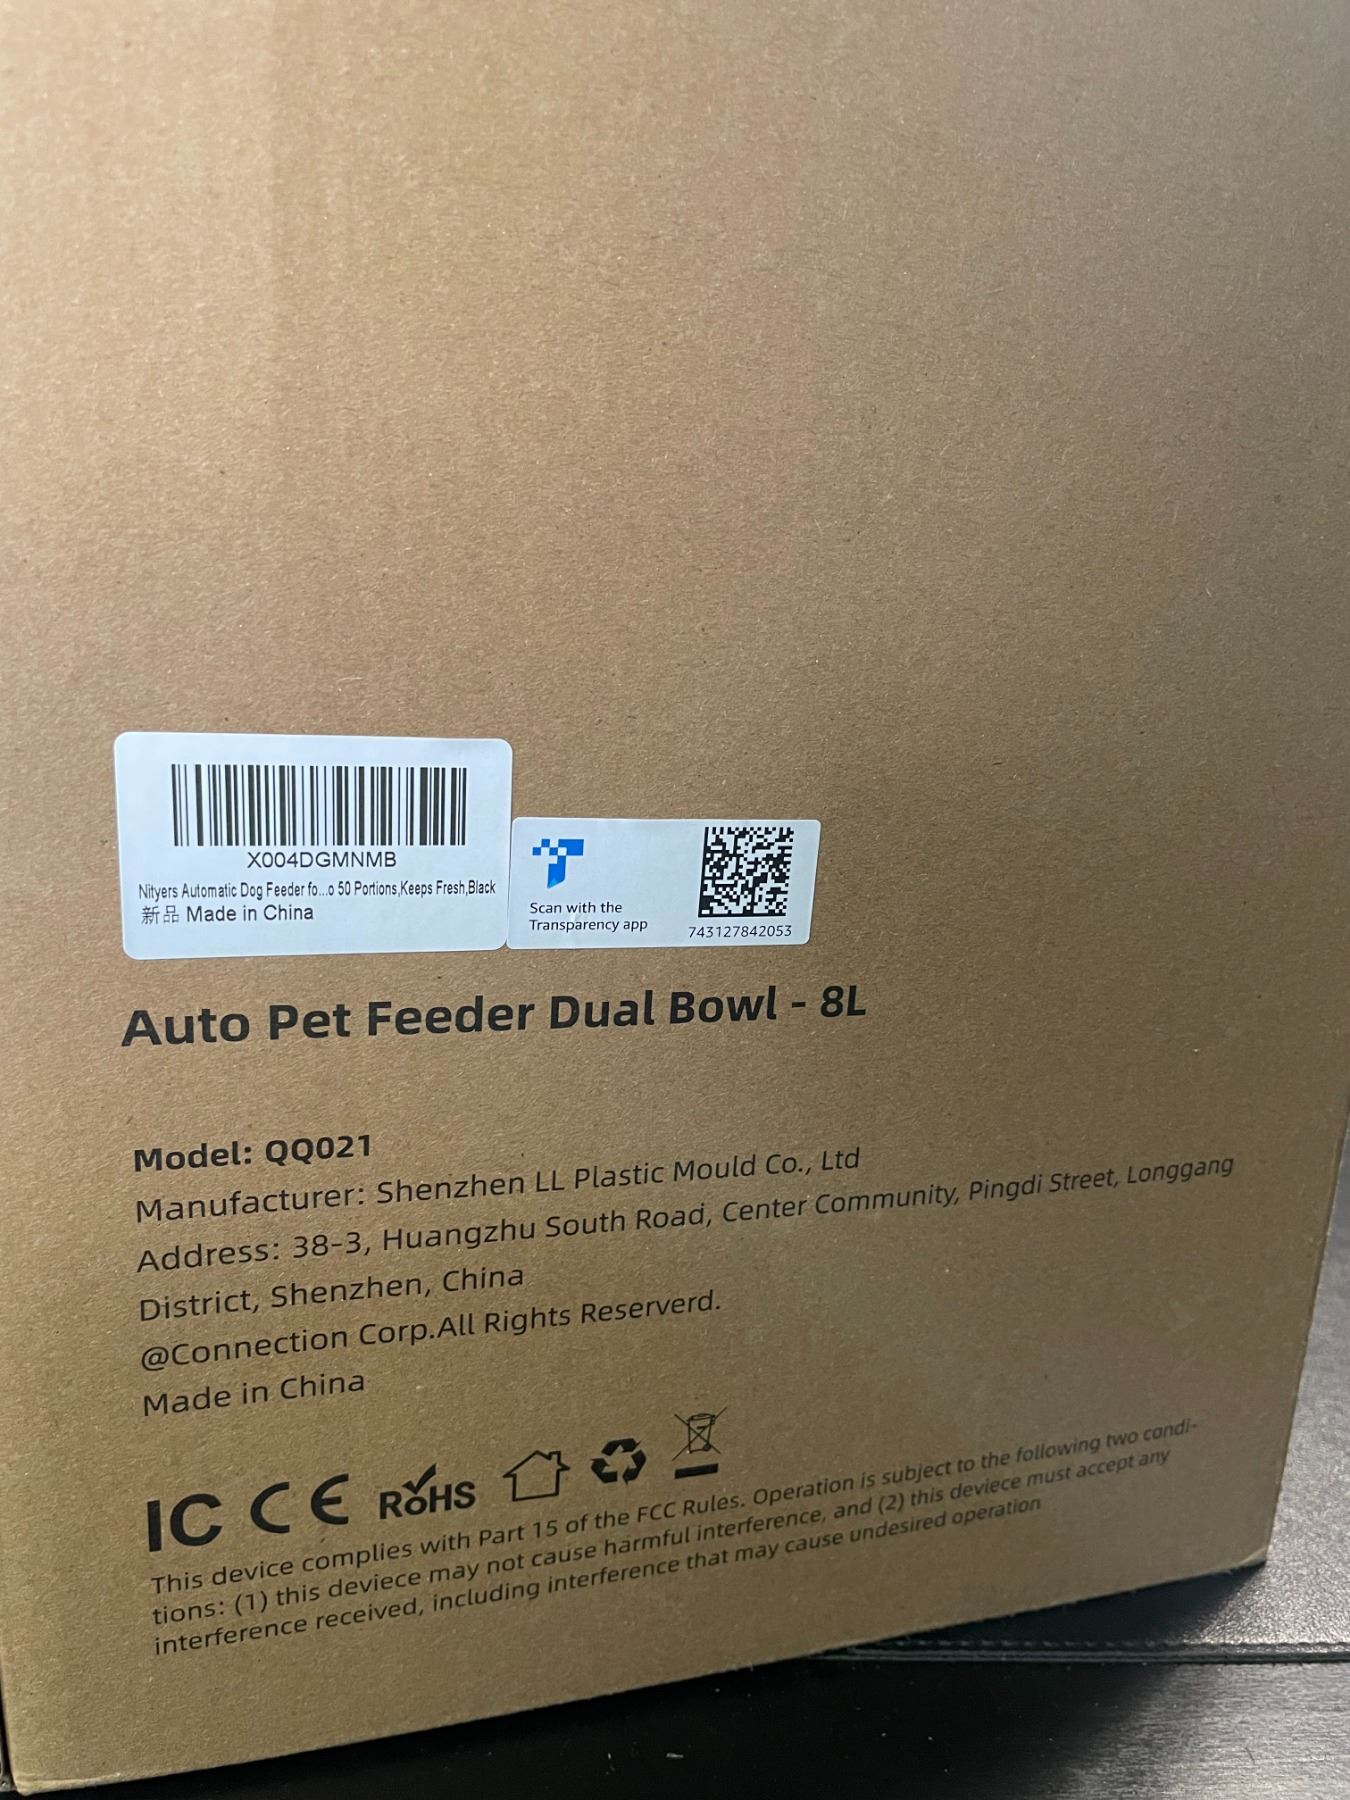 X004DGMNMB
Nityers Automatic Dog Feeder fo...o 50 Portions,Keeps Fresh,Black
新品 Made in China
Scan with the
Transparency app
743127842053
Auto Pet Feeder Dual Bowl - 8L
Model: QQ021
Manufacturer: Shenzhen LL Plastic Mould Co., Ltd
Address: 38-3, Huangzhu South Road, Center Community, Pingdi Street, Longgang
District, Shenzhen, China
@Connection Corp.All Rights Reserverd.
Made in China
IC CE RoHS
This device complies with Part 15 of the FCC Rules. Operation is subject to the following two condi-
tions: (1) this deviece may not cause harmful interference, and (2) this deviece must accept any
interference received, including interference that may cause undesired operation